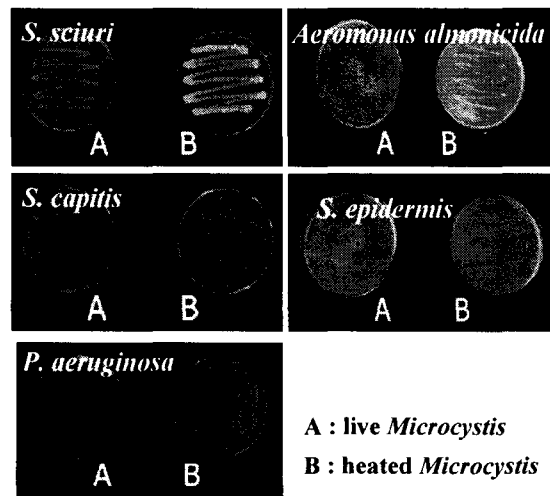 S. sciuri
A B
Aeromonas almonicida
A B
S. capitis
A B
S. epidermis
A B
P. aeruginosa
A B
A : live Microcystis
B : heated Microcystis